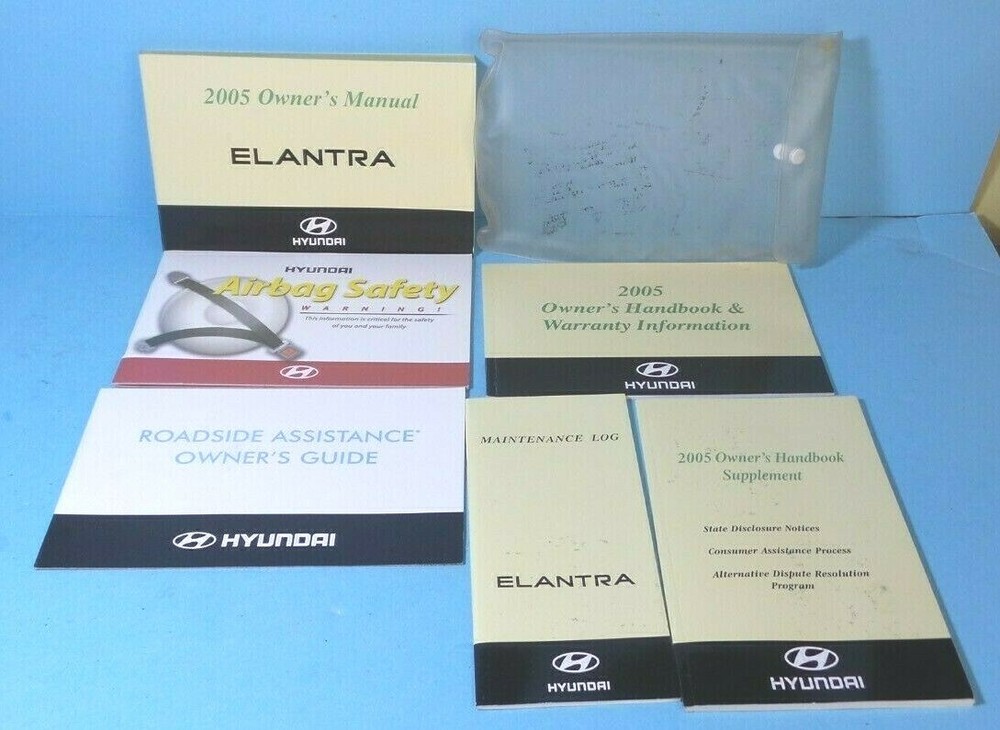 2005 Owner's Manual
ELANTRA
HYUNDAI
HYUNDAI
Airbag Safety
WARNING!
This information is critical for the safety
of you and your family
2005
Owner's Handbook &
Warranty Information
HYUNDAI
ROADSIDE ASSISTANCE*
OWNER'S GUIDE
HYUNDAI
MAINTENANCE LOG
ELANTRA
HYUNDAI
2005 Owner's Handbook
Supplement
State Disclosure Notices
Consumer Assistance Process
Alternative Dispute Resolution
Program
HYUNDAI